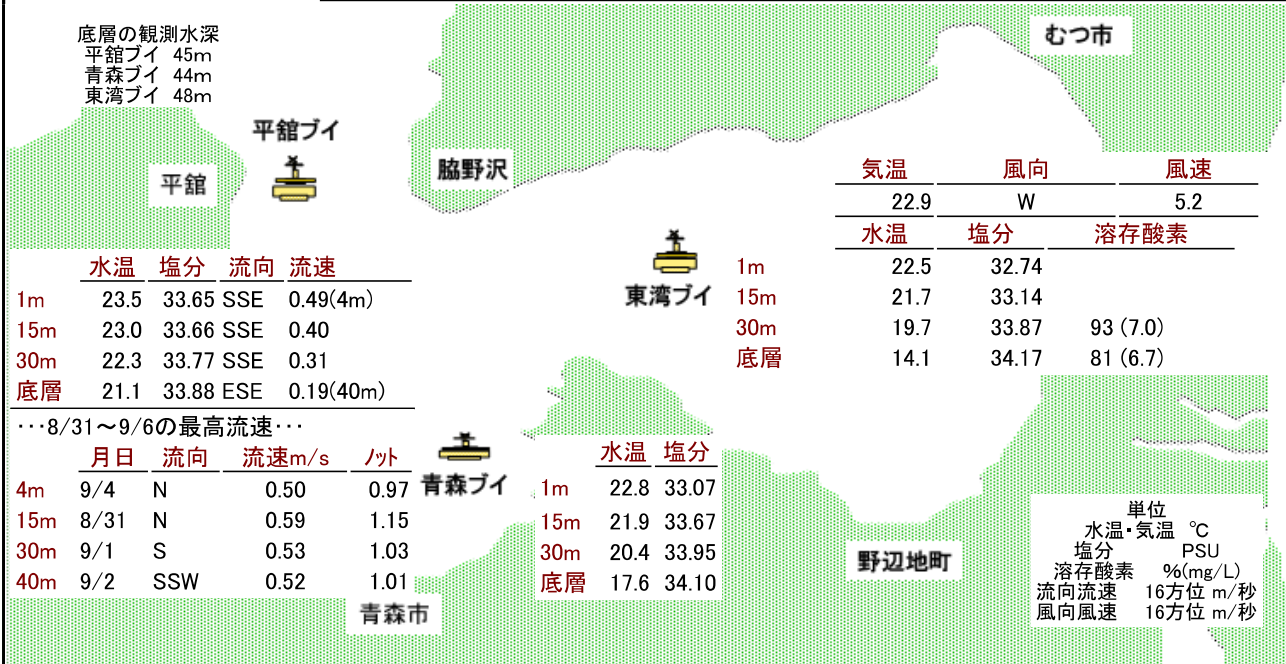 底層の観測水深
平舘ブイ 45m
青森ブイ 44m
東湾ブイ 48m
むつ市
平舘ブイ
脇野沢
平舘
気温 風向 風速
22.9 W 5.2
水温 塩分 溶存酸素
1m 22.5 32.74
15m 21.7 33.14
30m 19.7 33.87 93 (7.0)
底層 14.1 34.17 81 (6.7)
東湾ブイ
水温 塩分 流向 流速
1m 23.5 33.65 SSE 0.49(4m)
15m 23.0 33.66 SSE 0.40
30m 22.3 33.77 SSE 0.31
底層 21.1 33.88 ESE 0.19(40m)
･･･8/31～9/6の最高流速･･･
月日 流向 流速m/s ﾉｯﾄ
4m 9/4 N 0.50 0.97
15m 8/31 N 0.59 1.15
30m 9/1 S 0.53 1.03
40m 9/2 SSW 0.52 1.01
青森ブイ
水温 塩分
1m 22.8 33.07
15m 21.9 33.67
30m 20.4 33.95
底層 17.6 34.10
青森市
野辺地町
単位
水温・気温 ℃
塩分 PSU
溶存酸素 %(mg/L)
流向流速 16方位 m/秒
風向風速 16方位 m/秒